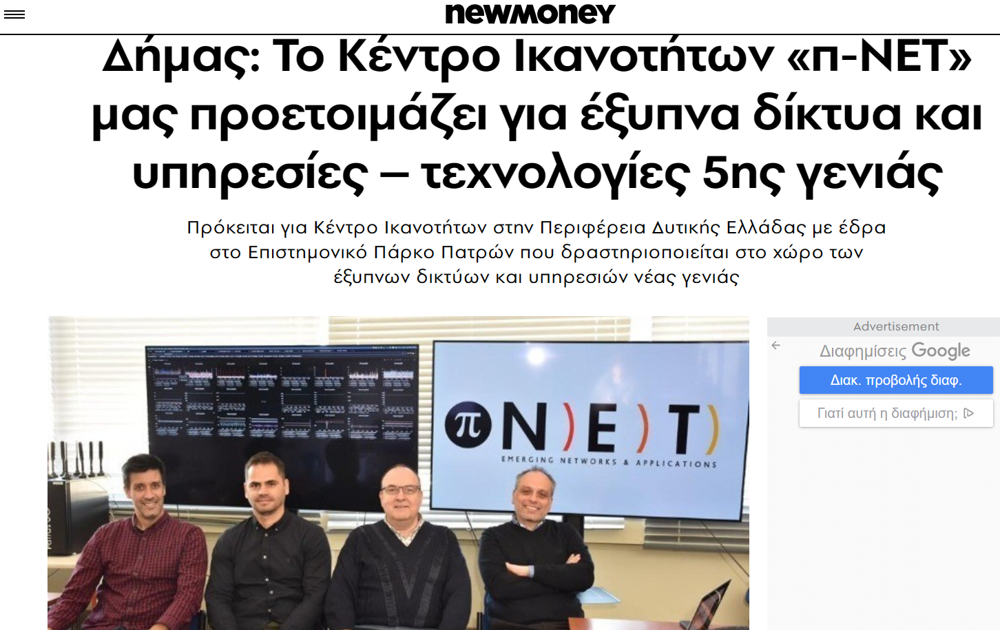 newmoney
Δήμας: Το Κέντρο Ικανοτήτων «π-ΝΕΤ»
μας προετοιμάζει για έξυπνα δίκτυα και
υπηρεσίες – τεχνολογίες 5ης γενιάς
Πρόκειται για Κέντρο Ικανοτήτων στην Περιφέρεια Δυτικής Ελλάδας με έδρα
στο Επιστημονικό Πάρκο Πατρών που δραστηριοποιείται στο χώρο των
έξυπνων δικτύων και υπηρεσιών νέας γενιάς
Advertisement
Διαφημίσεις Google
Διακ. προβολής διαφ.
Γιατί αυτή η διαφήμιση;
π N)E)T)
EMERGING NETWORKS & APPLICATIONS